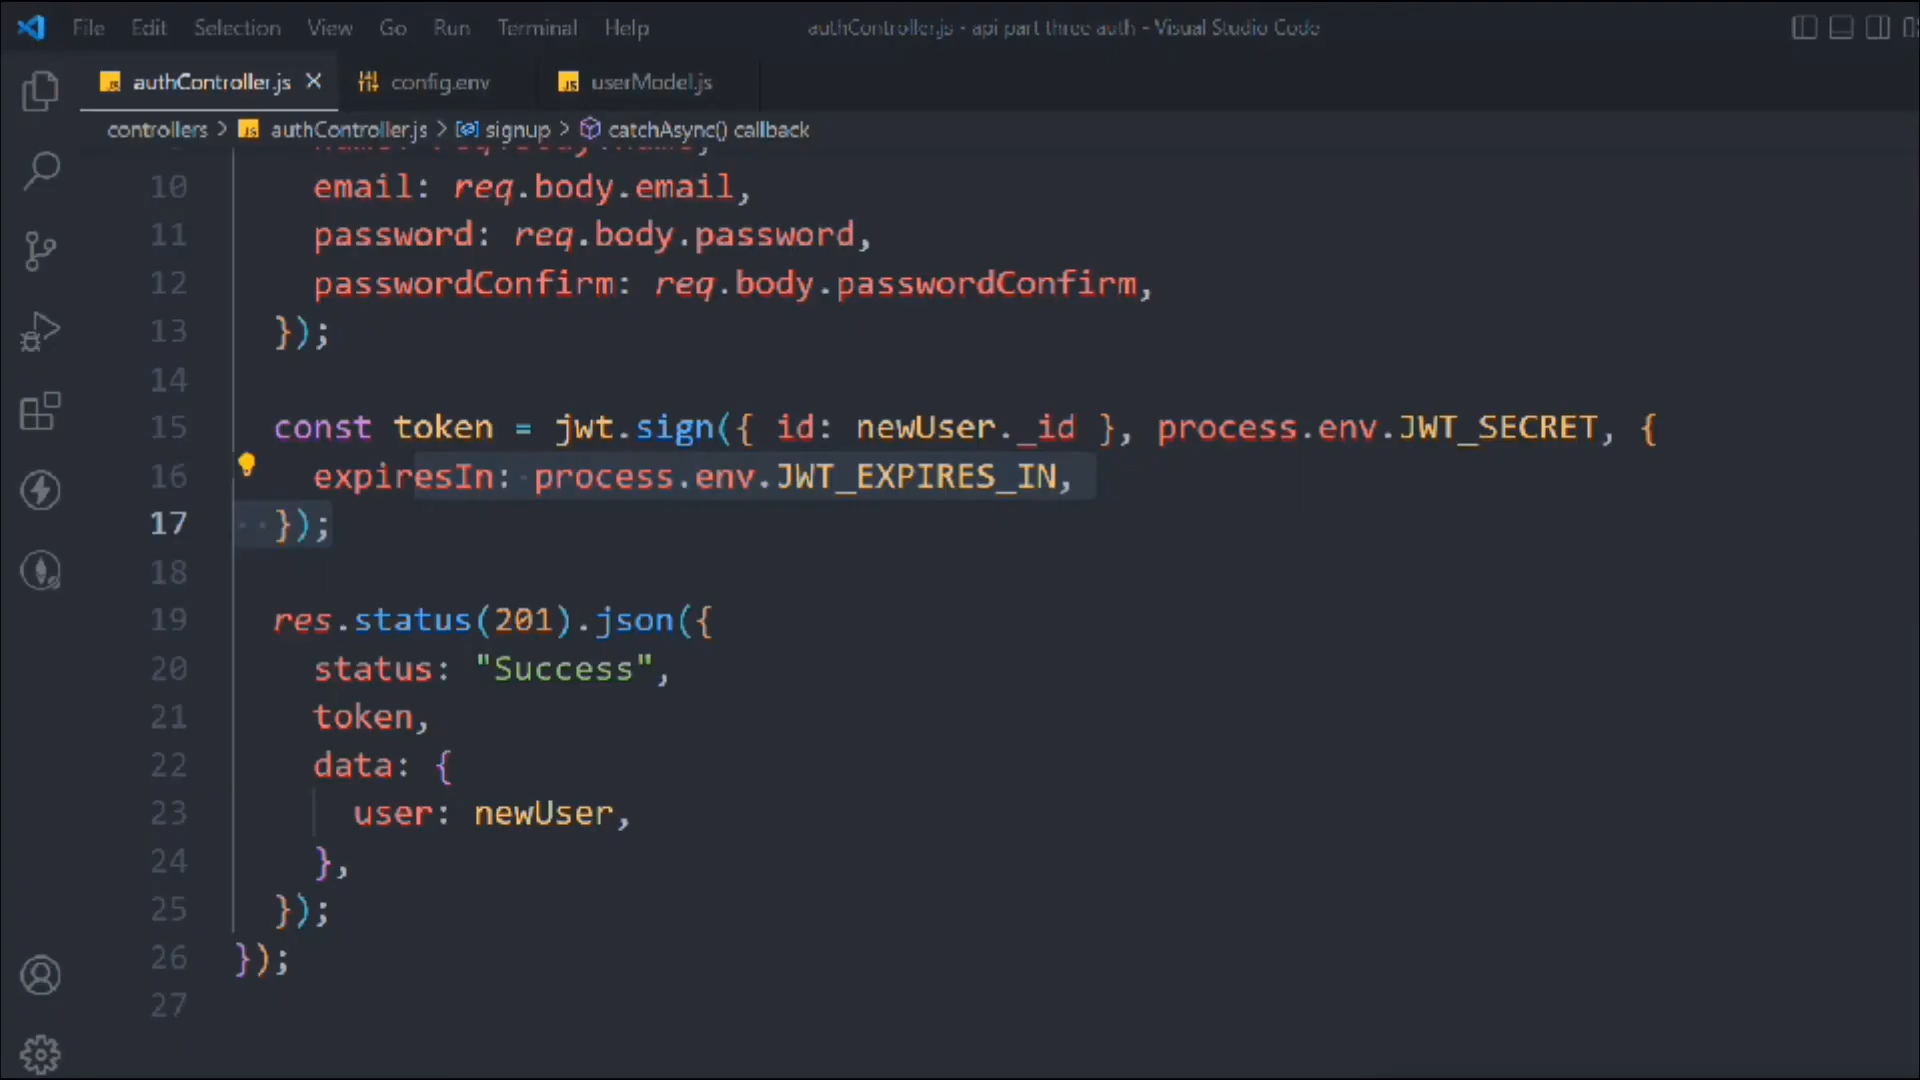 File Edit Selection View Go Run Terminal Help authController.js - api part three auth - Visual Studio Code
authController.js config.env userModel.js
controllers > authController.js > signup > catchAsync() callback
10 email: req.body.email,
11 password: req.body.password,
12 passwordConfirm: req.body.passwordConfirm,
13 });
14
15 const token = jwt.sign({ id: newUser._id }, process.env.JWT_SECRET, {
16 expiresIn: process.env.JWT_EXPIRES_IN,
17 });
18
19 res.status(201).json({
20 status: "Success",
21 token,
22 data: {
23 user: newUser,
24 },
25 });
26 });
27